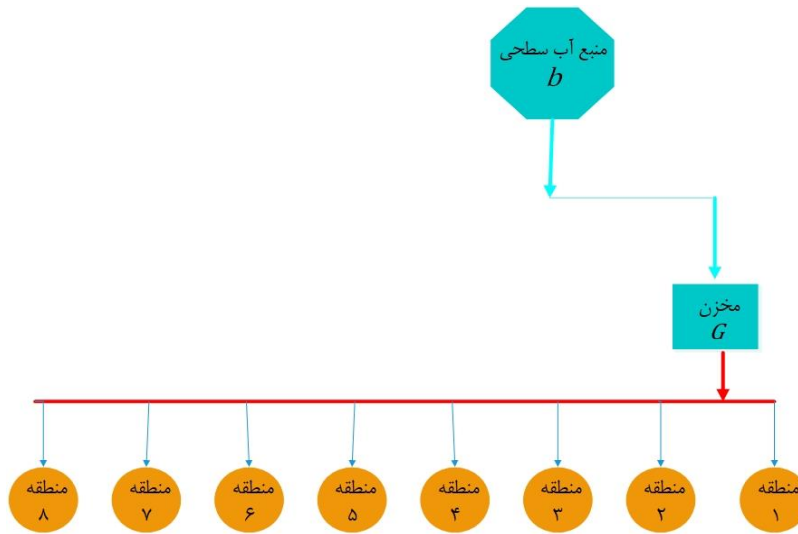 منبع آب سطحی
b
مخزن
G
منطقه
۱
منطقه
۲
منطقه
۳
منطقه
۴
منطقه
۵
منطقه
۶
منطقه
۷
منطقه
۸